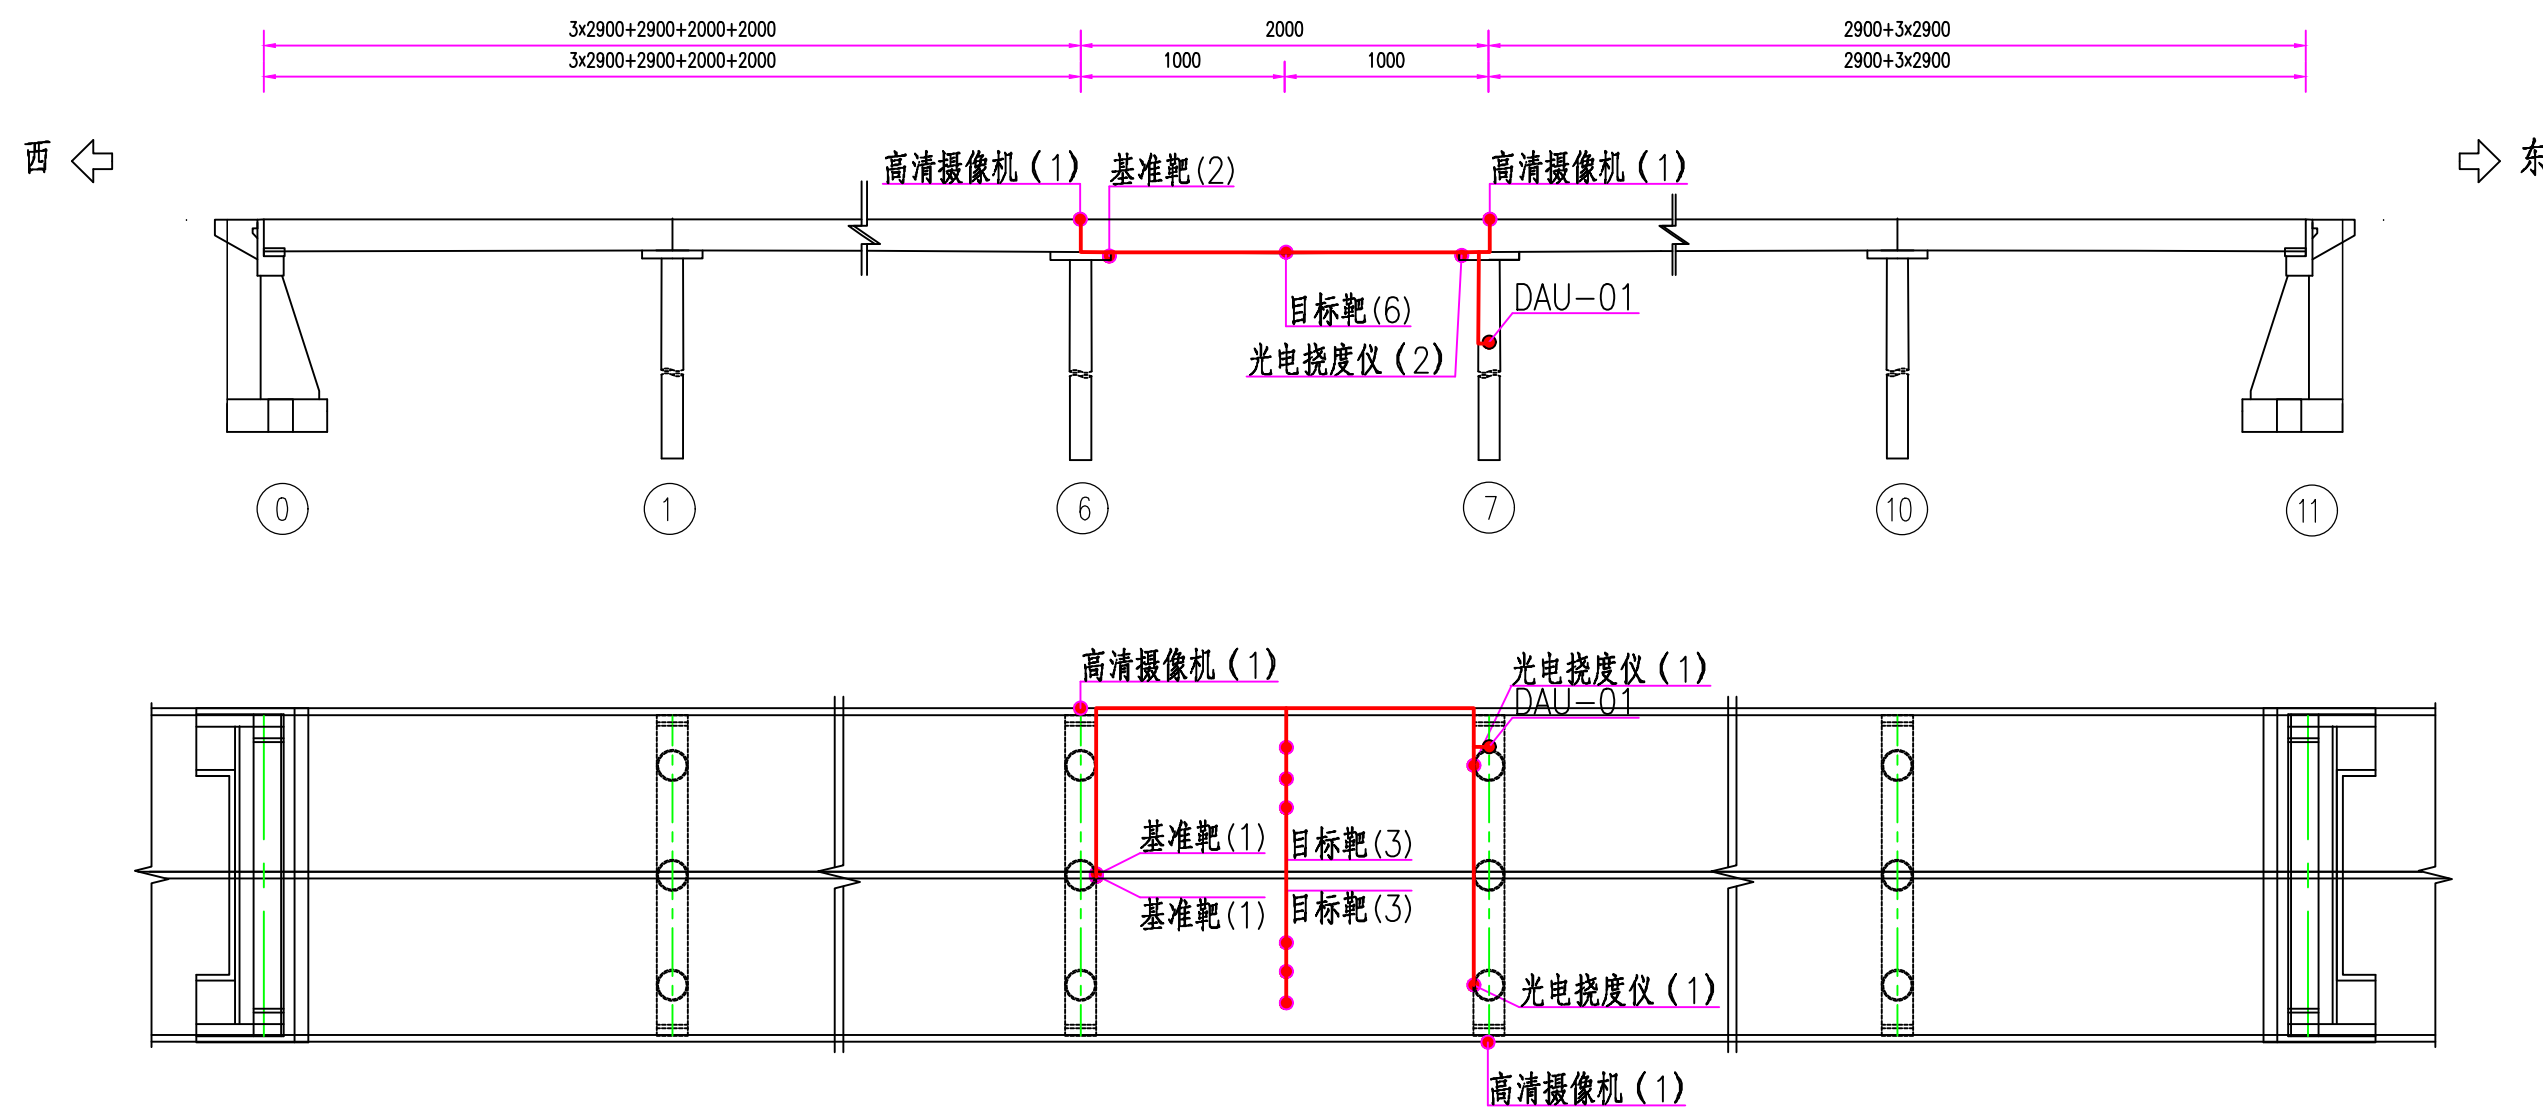 3x2900+2900+2000+2000
2000
2900+3x2900
3x2900+2900+2000+2000
1000
1000
2900+3x2900
西
高清摄像机（1）
基准靶(2)
高清摄像机（1）
东
目标靶(6)
DAU-01
光电挠度仪（2）
0
1
6
7
10
11
高清摄像机（1）
光电挠度仪（1）
DAU-01
基准靶(1)
目标靶(3)
基准靶(1)
目标靶(3)
光电挠度仪（1）
高清摄像机（1）